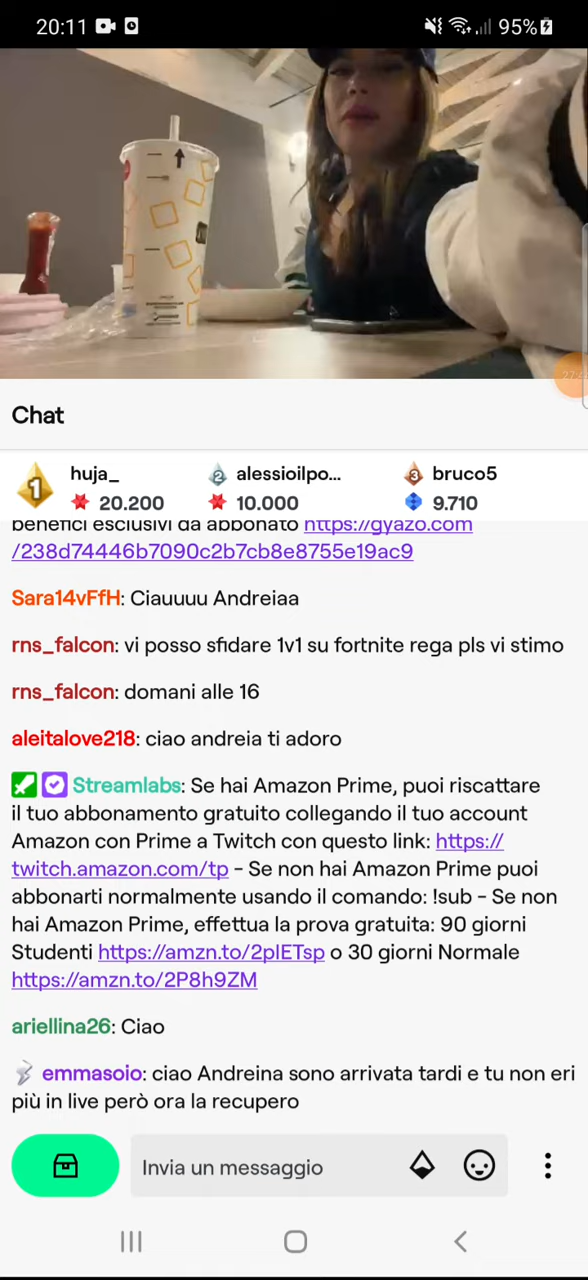 20:11
95%
Chat
1
huja_
20.200
2
alessioilpo...
10.000
3
bruco5
9.710
benefici esclusivi da abbonato https://gyazo.com
/238d74446b7090c2b7cb8e8755e19ac9
Sara14vFfH: Ciauuuu Andreiaa
rns_falcon: vi posso sfidare 1v1 su fortnite rega pls vi stimo
rns_falcon: domani alle 16
aleitalove218: ciao andreia ti adoro
Streamlabs: Se hai Amazon Prime, puoi riscattare
il tuo abbonamento gratuito collegando il tuo account
Amazon con Prime a Twitch con questo link: https://
twitch.amazon.com/tp - Se non hai Amazon Prime puoi
abbonarti normalmente usando il comando: !sub - Se non
hai Amazon Prime, effettua la prova gratuita: 90 giorni
Studenti https://amzn.to/2pIETsp o 30 giorni Normale
https://amzn.to/2P8h9ZM
ariellina26: Ciao
emmasoio: ciao Andreina sono arrivata tardi e tu non eri
più in live però ora la recupero
Invia un messaggio